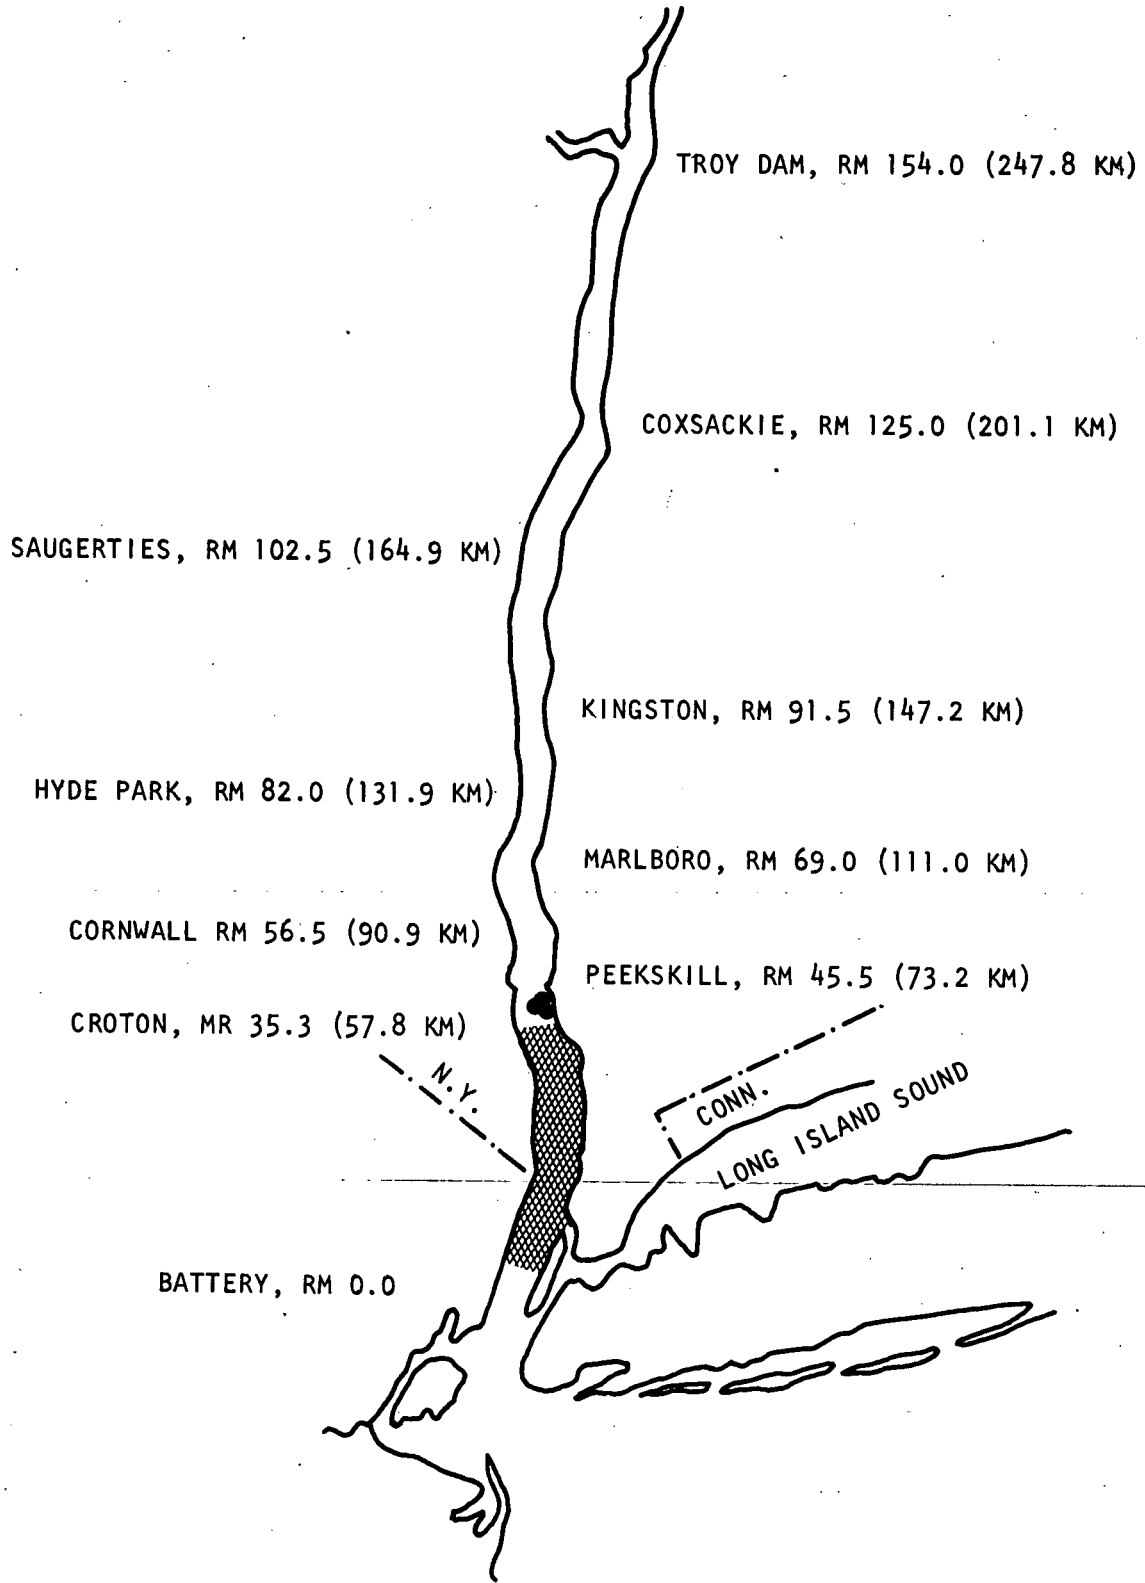 TROY DAM, RM 154.0 (247.8 KM)
COXSACKIE, RM 125.0 (201.1 KM)
SAUGERTIES, RM 102.5 (164.9 KM)
KINGSTON, RM 91.5 (147.2 KM)
HYDE PARK, RM 82.0 (131.9 KM)
MARLBORO, RM 69.0 (111.0 KM)
CORNWALL RM 56.5 (90.9 KM)
PEEKSKILL, RM 45.5 (73.2 KM)
CROTON, MR 35.3 (57.8 KM)
N.Y.
CONN.
LONG ISLAND SOUND
BATTERY, RM 0.0